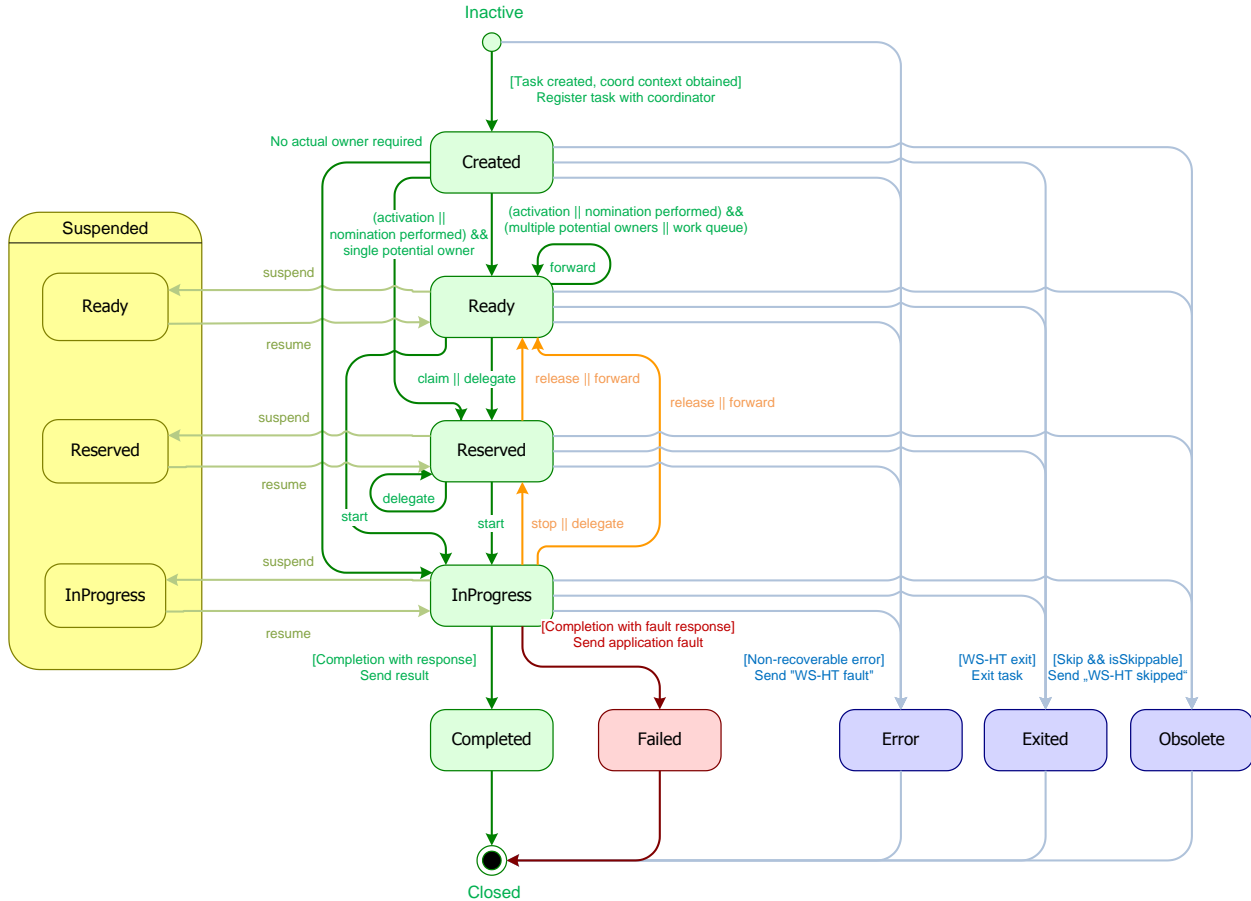 Inactive
[Task created, coord context obtained]
Register task with coordinator
No actual owner required
Created
(activation ||
nomination performed) &&
single potential owner
(activation || nomination performed) &&
(multiple potential owners || work queue)
Suspended
forward
suspend
Ready
Ready
resume
claim || delegate
release || forward
release || forward
suspend
Reserved
Reserved
resume
delegate
start
start
stop || delegate
suspend
InProgress
InProgress
resume
[Completion with fault response]
Send application fault
[Completion with response]
Send result
[Non-recoverable error]
Send "WS-HT fault"
[WS-HT exit]
Exit task
[Skip && isSkippable]
Send „WS-HT skipped“
Completed
Failed
Error
Exited
Obsolete
Closed